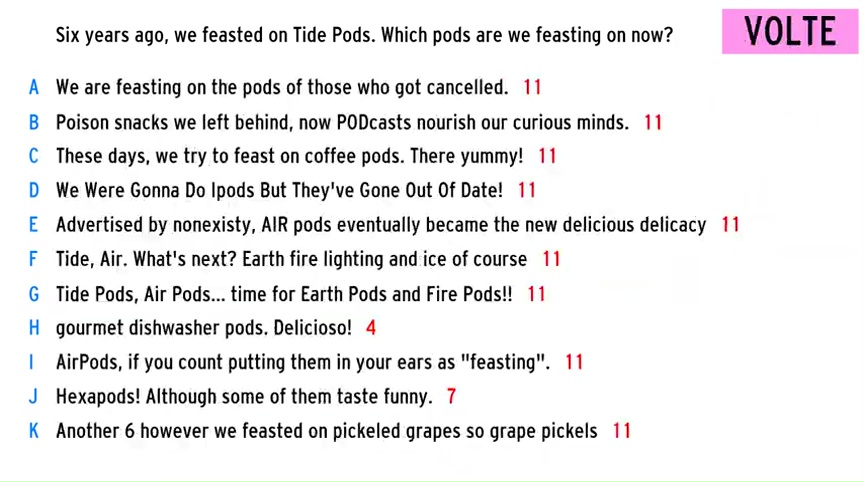 Six years ago, we feasted on Tide Pods. Which pods are we feasting on now?
VOLTE
A We are feasting on the pods of those who got cancelled. 11
B Poison snacks we left behind, now PODcasts nourish our curious minds. 11
C These days, we try to feast on coffee pods. There yummy! 11
D We Were Gonna Do Ipods But They've Gone Out Of Date! 11
E Advertised by nonexisty, AIR pods eventually became the new delicious delicacy 11
F Tide, Air. What's next? Earth fire lighting and ice of course 11
G Tide Pods, Air Pods... time for Earth Pods and Fire Pods!! 11
H gourmet dishwasher pods. Delicioso! 4
I AirPods, if you count putting them in your ears as "feasting". 11
J Hexapods! Although some of them taste funny. 7
K Another 6 however we feasted on pickeled grapes so grape pickels 11